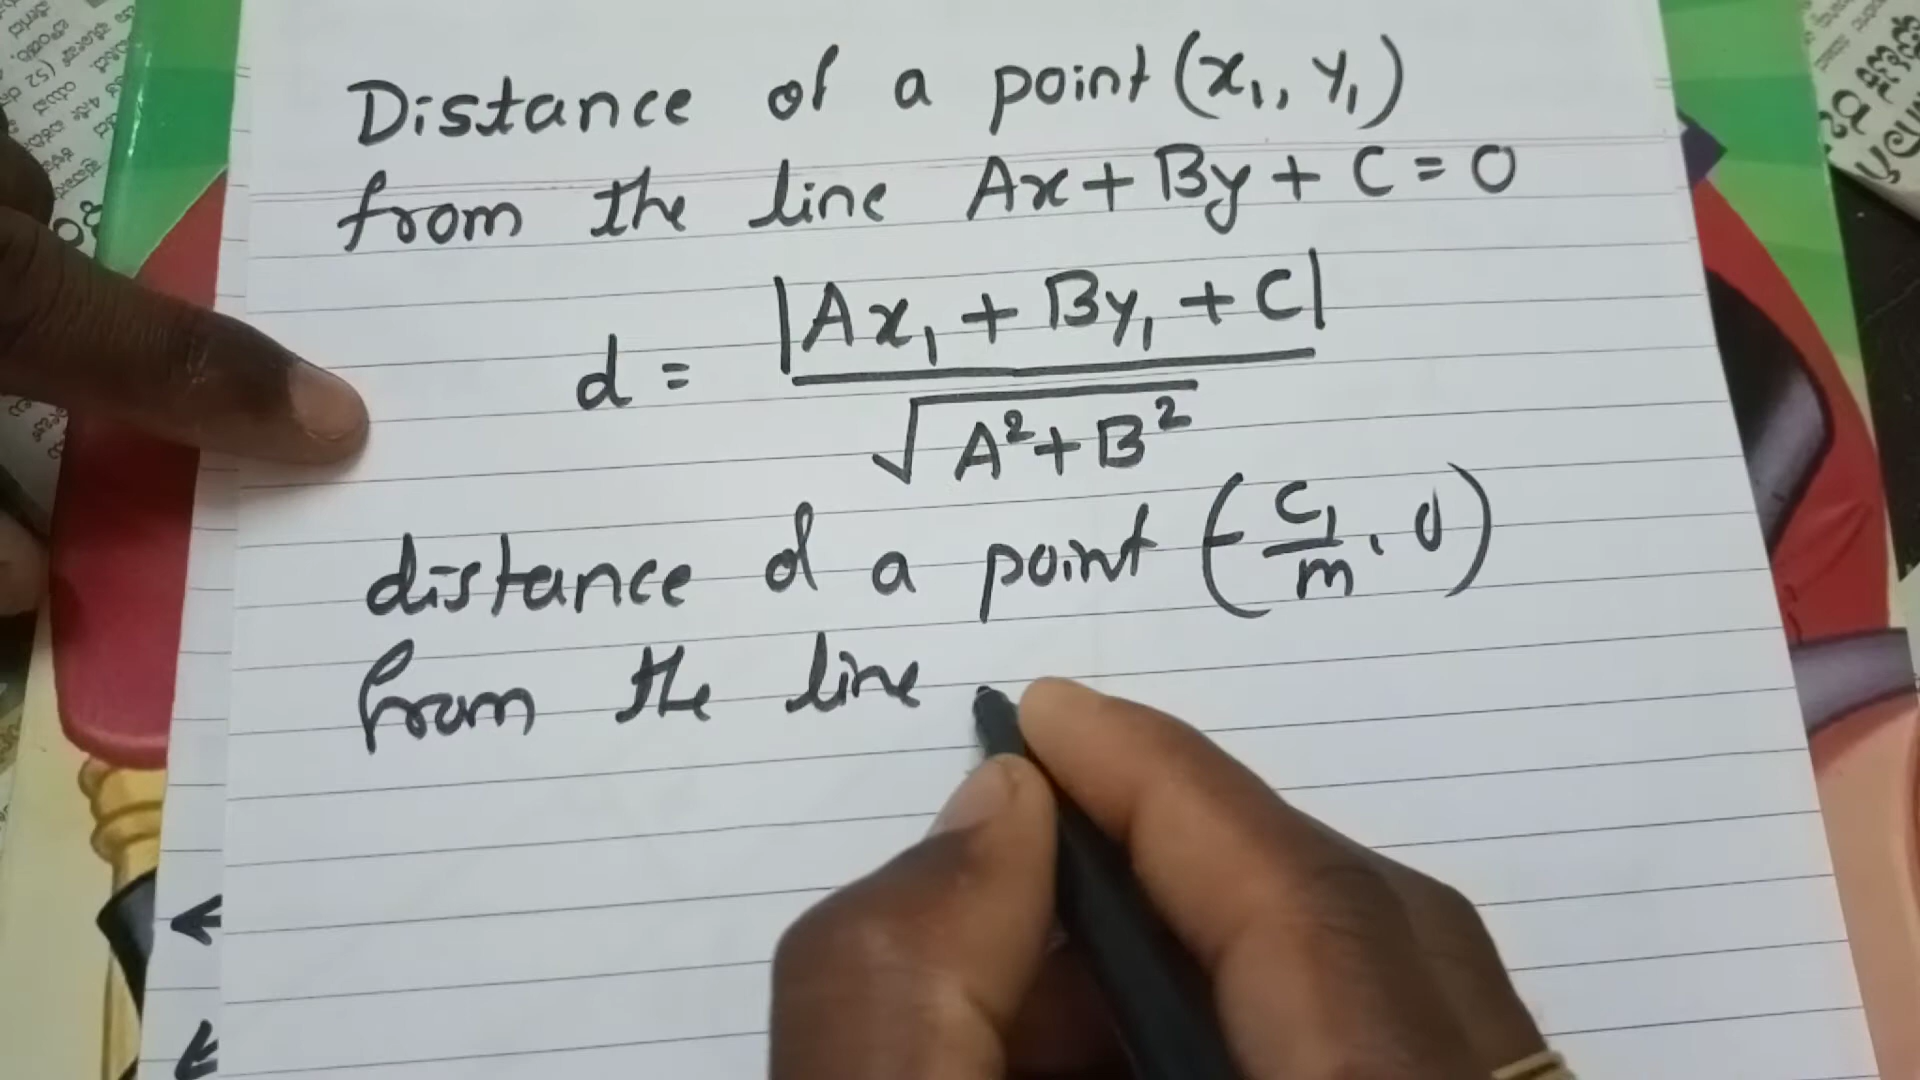 Distance of a point (x₁, y₁)
from the line Ax + By + C = 0
d = |Ax₁ + By₁ + C| / √(A² + B²)
distance of a point (-C₁/m, 0)
from the line